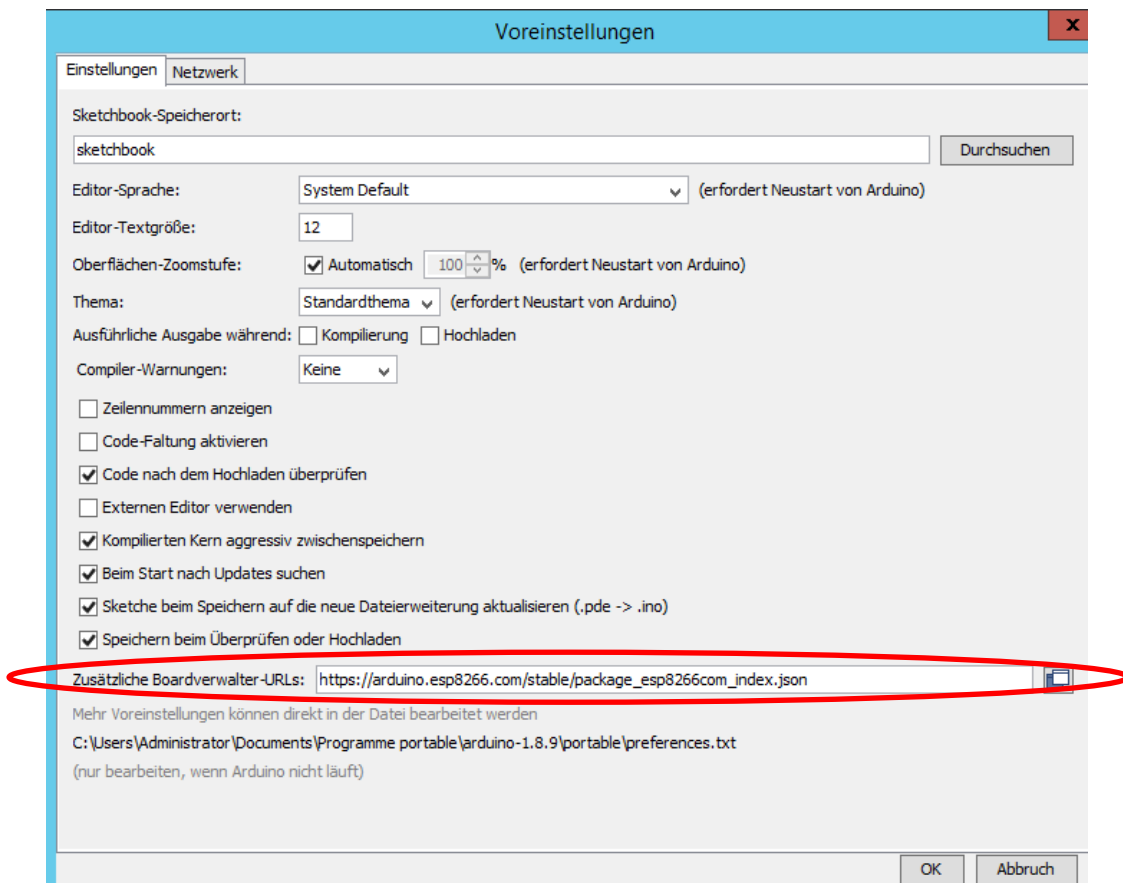 Voreinstellungen
x
Einstellungen Netzwerk
Sketchbook-Speicherort:
sketchbook Durchsuchen
Editor-Sprache: System Default (erfordert Neustart von Arduino)
Editor-Textgröße: 12
Oberflächen-Zoomstufe: Automatisch 100 % (erfordert Neustart von Arduino)
Thema: Standardthema (erfordert Neustart von Arduino)
Ausführliche Ausgabe während: Kompilierung Hochladen
Compiler-Warnungen: Keine
Zeilennummern anzeigen
Code-Faltung aktivieren
Code nach dem Hochladen überprüfen
Externen Editor verwenden
Kompilierten Kern aggressiv zwischenspeichern
Beim Start nach Updates suchen
Sketche beim Speichern auf die neue Dateierweiterung aktualisieren (.pde -> .ino)
Speichern beim Überprüfen oder Hochladen
Zusätzliche Boardverwalter-URLs: https://arduino.esp8266.com/stable/package_esp8266com_index.json
Mehr Voreinstellungen können direkt in der Datei bearbeitet werden
C:\Users\Administrator\Documents\Programme portable\arduino-1.8.9\portable\preferences.txt
(nur bearbeiten, wenn Arduino nicht läuft)
OK Abbruch